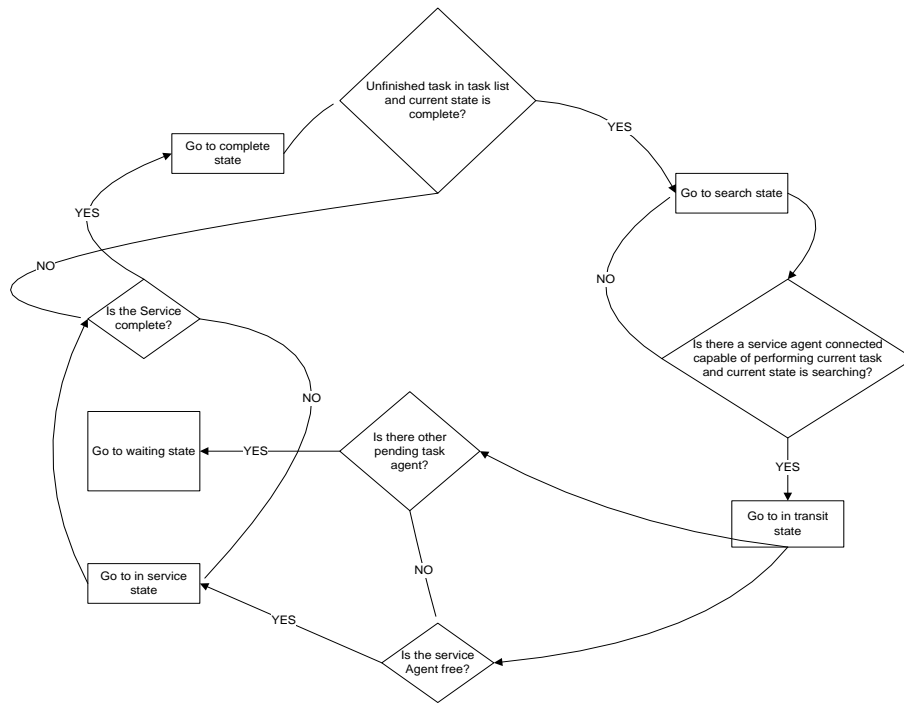 Unfinished task in task list
and current state is
complete?
YES
Go to complete
state
Go to search state
YES
NO
NO
Is the Service
complete?
Is there a service agent connected
capable of performing current task
and current state is searching?
NO
Is there other
pending task
agent?
YES
Go to waiting state
YES
Go to in transit
state
NO
Go to in service
state
YES
Is the service
Agent free?